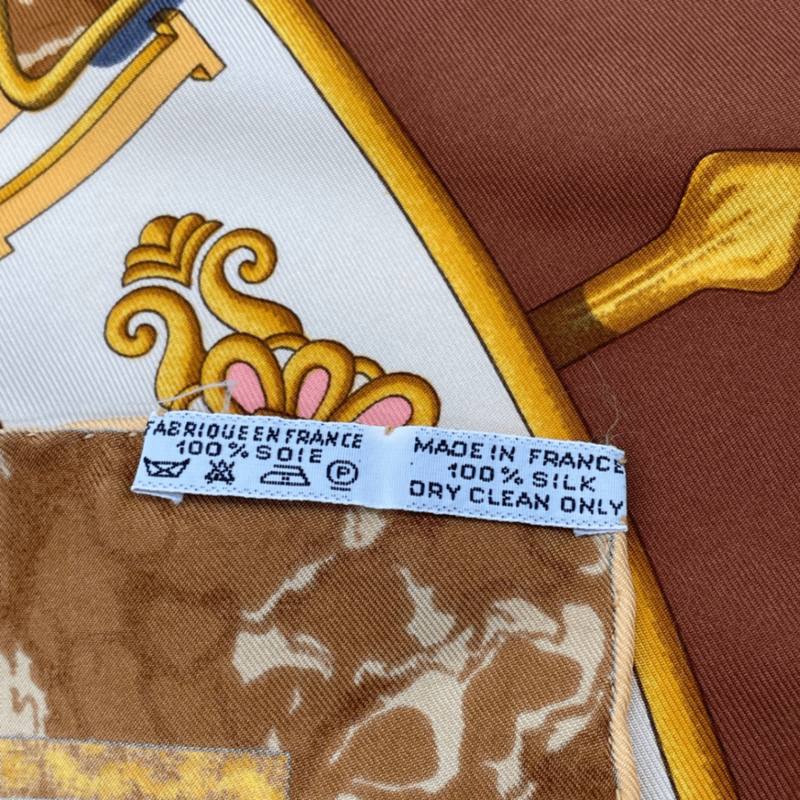 FABRIQUE EN FRANCE
100% SOIE
P
MADE IN FRANCE
100% SILK
DRY CLEAN ONLY